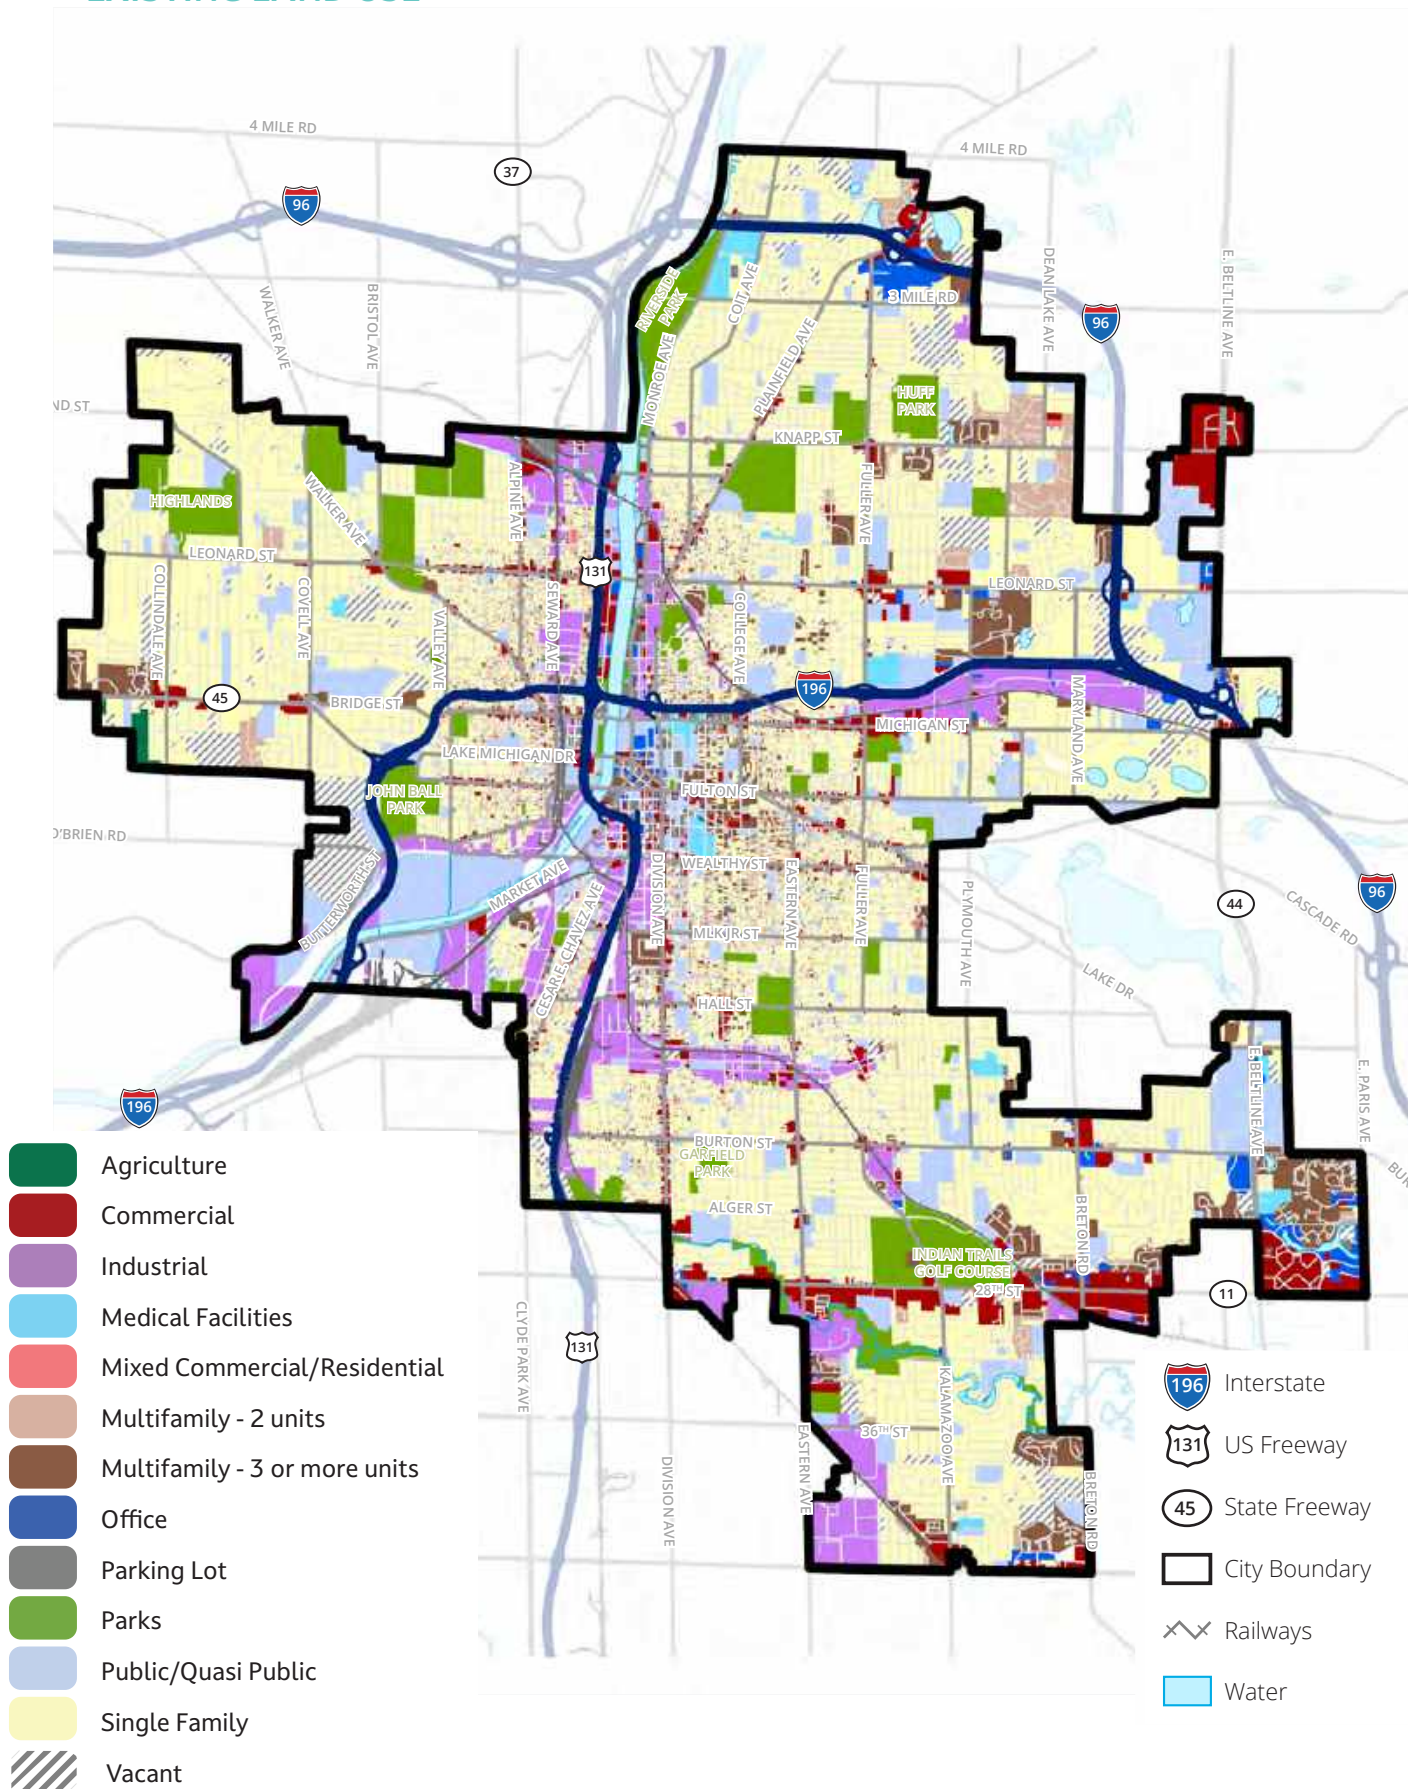 EXISTING LAND USE
4 MILE RD
37
4 MILE RD
96
WALKER AVE
BRISTOL AVE
RIVERSIDE
PARK
COIT AVE
3 MILE RD
DEAN LAKE AVE
E. BELTLINE AVE
96
MONROE AVE
PLAINFIELD AVE
HUFF
PARK
ND ST
KNAPP ST
HIGHLANDS
WALKER AVE
ALPINE AVE
FULLER AVE
LEONARD ST
131
LEONARD ST
COLLINDALE AVE
COVELL AVE
VALLEY AVE
SEWARD AVE
COLLEGE AVE
45
BRIDGE ST
196
MARYLAND AVE
MICHIGAN ST
LAKE MICHIGAN DR
JOHN BALL
PARK
FULTON ST
O'BRIEN RD
BUTTERWORTH ST
MARKET AVE
WEALTHY ST
DIVISION AVE
EASTERN AVE
FULLER AVE
PLYMOUTH AVE
44
96
CASCADE RD
CESAR E. CHAVEZ AVE
MLK JR ST
LAKE DR
HALL ST
E. BELTLINE AVE
E. PARIS AVE
196
BURTON ST
GARFIELD
PARK
BUR
ALGER ST
BRETON RD
INDIAN TRAILS
GOLF COURSE
28TH ST
11
CLYDE PARK AVE
131
KALAMAZOO AVE
36TH ST
DIVISION AVE
EASTERN AVE
BRETON RD
Agriculture
Commercial
Industrial
Medical Facilities
Mixed Commercial/Residential
Multifamily - 2 units
Multifamily - 3 or more units
Office
Parking Lot
Parks
Public/Quasi Public
Single Family
Vacant
196 Interstate
131 US Freeway
45 State Freeway
City Boundary
Railways
Water